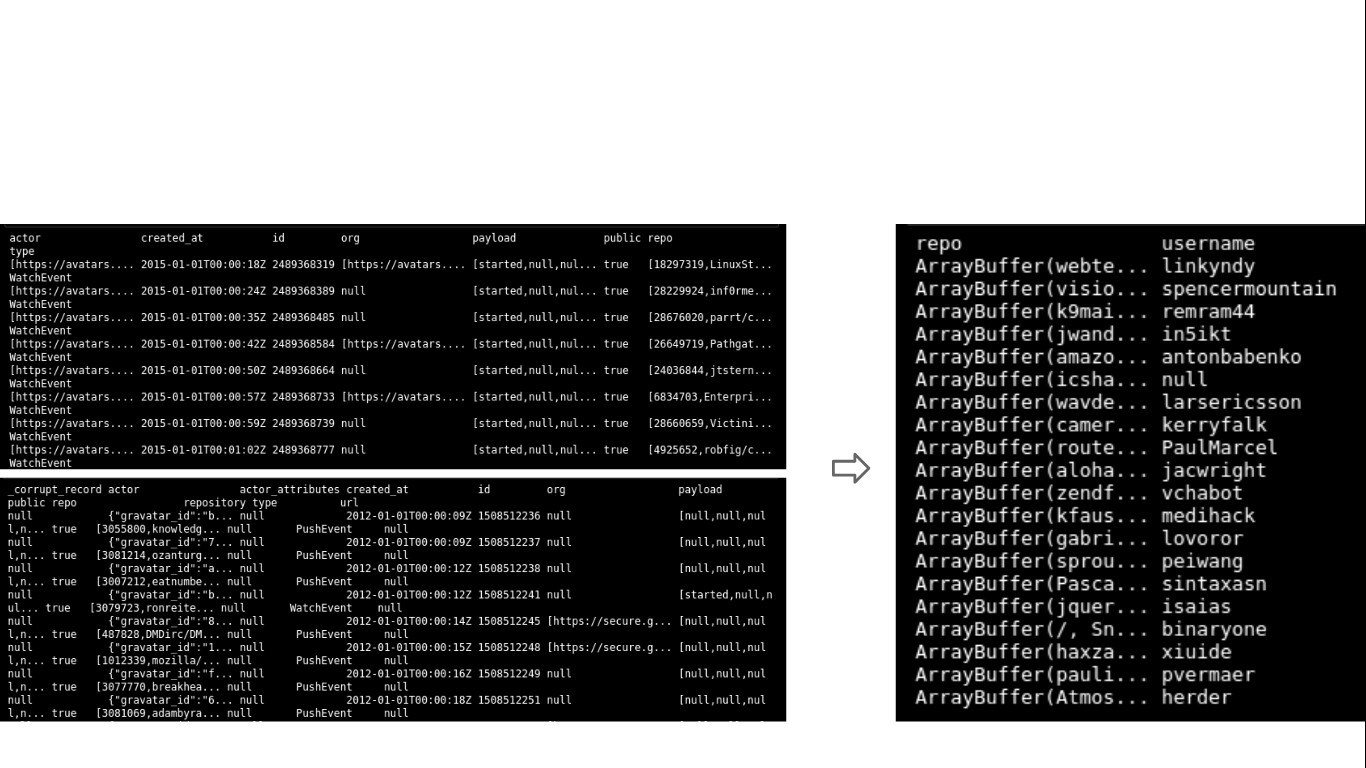 actor created_at id org payload public repo
type
[https://avatars.... 2015-01-01T00:00:18Z 2489368319 [https://avatars.... [started,null,nul... true [18297319,LinuxSt...
WatchEvent
[https://avatars.... 2015-01-01T00:00:24Z 2489368389 null [started,null,nul... true [28229924,inf0rme...
WatchEvent
[https://avatars.... 2015-01-01T00:00:35Z 2489368485 null [started,null,nul... true [28676020,parrt/c...
WatchEvent
[https://avatars.... 2015-01-01T00:00:42Z 2489368584 [https://avatars.... [started,null,nul... true [26649719,Pathgat...
WatchEvent
[https://avatars.... 2015-01-01T00:00:50Z 2489368664 null [started,null,nul... true [24036844,jtstern...
WatchEvent
[https://avatars.... 2015-01-01T00:00:57Z 2489368733 [https://avatars.... [started,null,nul... true [6834703,Enterpri...
WatchEvent
[https://avatars.... 2015-01-01T00:00:59Z 2489368739 null [started,null,nul... true [28660659,Victini...
WatchEvent
[https://avatars.... 2015-01-01T00:01:02Z 2489368777 null [started,null,nul... true [4925652,robfig/c...
WatchEvent
_corrupt_record actor actor_attributes created_at id org payload
public repo repository type url
null {"gravatar_id":"b... null 2012-01-01T00:00:09Z 1508512236 null [null,null,nul
l,n... true [3055800,knowledg... null PushEvent null
null {"gravatar_id":"7... null 2012-01-01T00:00:09Z 1508512237 null [null,null,nul
l,n... true [3081214,ozanturg... null PushEvent null
null {"gravatar_id":"a... null 2012-01-01T00:00:12Z 1508512238 null [null,null,nul
l,n... true [3007212,eatnumbe... null PushEvent null
null {"gravatar_id":"b... null 2012-01-01T00:00:12Z 1508512241 null [started,null,n
ul... true [3079723,ronreite... null WatchEvent null
null {"gravatar_id":"8... null 2012-01-01T00:00:14Z 1508512245 [https://secure.g... [null,null,nul
l,n... true [487828,DMDirc/DM... null PushEvent null
null {"gravatar_id":"1... null 2012-01-01T00:00:15Z 1508512248 [https://secure.g... [null,null,nul
l,n... true [1012339,mozilla/... null PushEvent null
null {"gravatar_id":"f... null 2012-01-01T00:00:16Z 1508512249 null [null,null,nul
l,n... true [3077770,breakhea... null PushEvent null
null {"gravatar_id":"6... null 2012-01-01T00:00:18Z 1508512251 null [null,null,nul
l,n... true [3081069,adambyra... null PushEvent null
repo username
ArrayBuffer(webte... linkyndy
ArrayBuffer(visio... spencermountain
ArrayBuffer(k9mai... remram44
ArrayBuffer(jwand... in5ikt
ArrayBuffer(amazo... antonbabenko
ArrayBuffer(icsha... null
ArrayBuffer(wavde... larsericsson
ArrayBuffer(camer... kerryfalk
ArrayBuffer(route... PaulMarcel
ArrayBuffer(aloha... jacwright
ArrayBuffer(zendf... vchabot
ArrayBuffer(kfaus... medihack
ArrayBuffer(gabri... lovoror
ArrayBuffer(sprou... peiwang
ArrayBuffer(Pasca... sintaxasn
ArrayBuffer(jquer... isaias
ArrayBuffer(/, Sn... binaryone
ArrayBuffer(haxza... xiuide
ArrayBuffer(pauli... pvermaer
ArrayBuffer(Atmos... herder